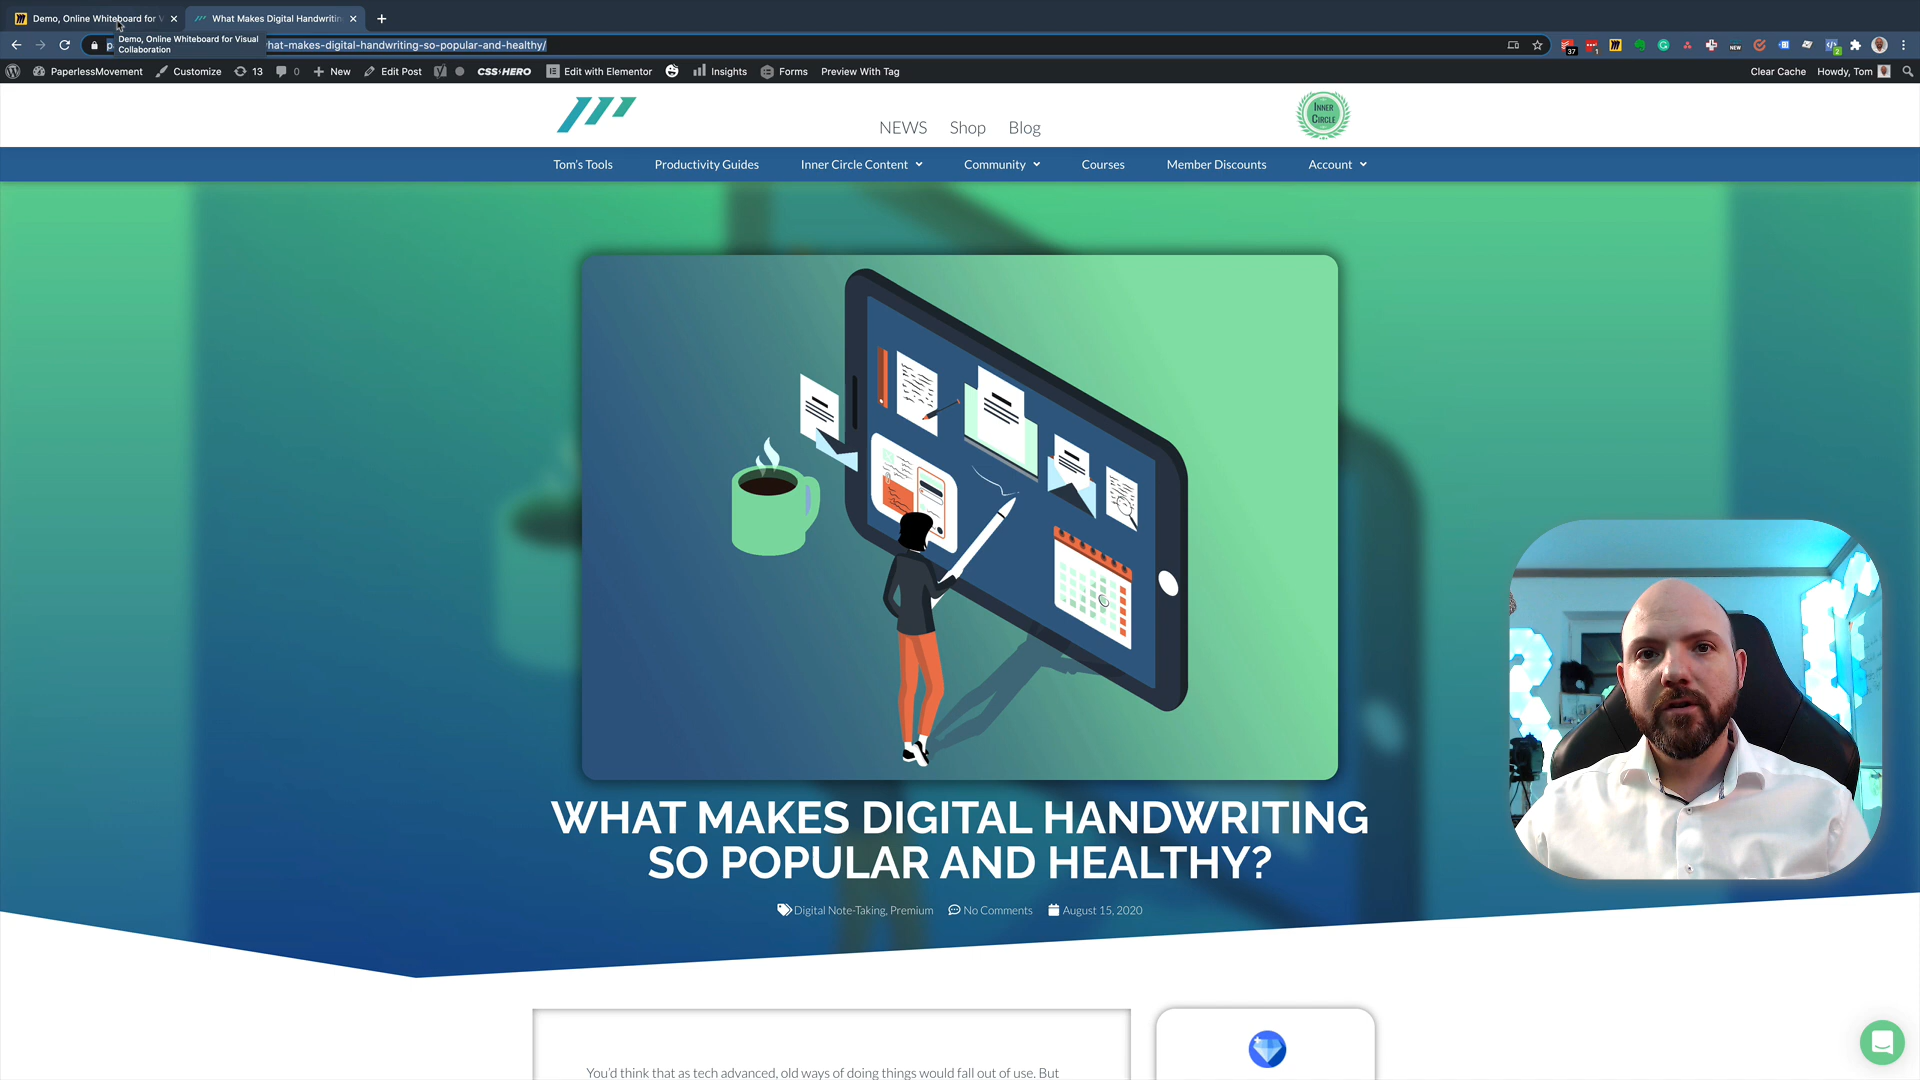 Demo, Online Whiteboard for V
What Makes Digital Handwritin
Demo, Online Whiteboard for Visual
Collaboration
hat-makes-digital-handwriting-so-popular-and-healthy/
37
1
NEW
2
PaperlessMovement
Customize
13
0
New
Edit Post
CSS HERO
Edit with Elementor
Insights
Forms
Preview With Tag
Clear Cache
Howdy, Tom
NEWS
Shop
Blog
INNER
CIRCLE
Tom's Tools
Productivity Guides
Inner Circle Content
Community
Courses
Member Discounts
Account
WHAT MAKES DIGITAL HANDWRITING
SO POPULAR AND HEALTHY?
Digital Note-Taking, Premium
No Comments
August 15, 2020
You'd think that as tech advanced, old ways of doing things would fall out of use. But